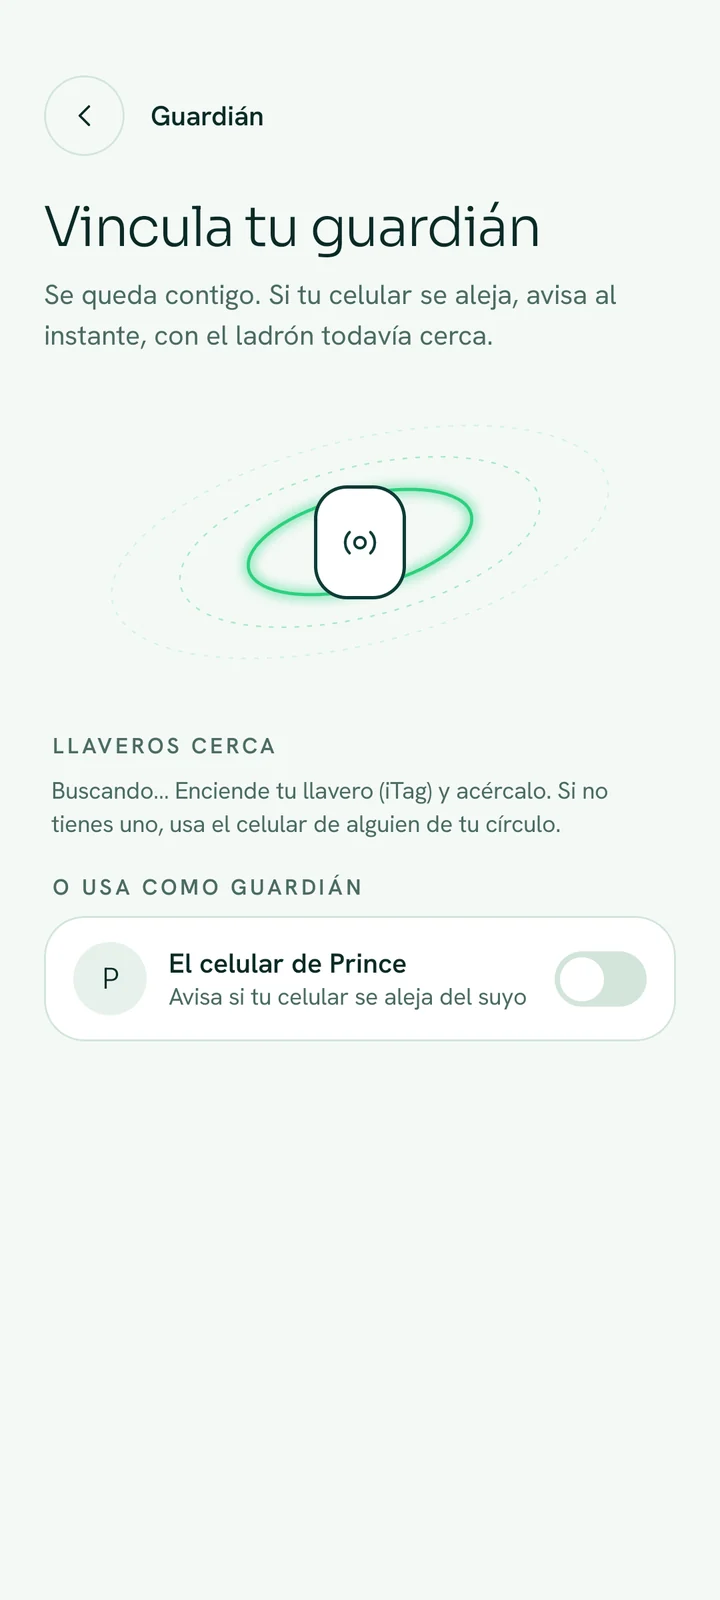 Guardián
Vincula tu guardián
Se queda contigo. Si tu celular se aleja, avisa al
instante, con el ladrón todavía cerca.
LLAVEROS CERCA
Buscando... Enciende tu llavero (iTag) y acércalo. Si no
tienes uno, usa el celular de alguien de tu círculo.
O USA COMO GUARDIÁN
P
El celular de Prince
Avisa si tu celular se aleja del suyo